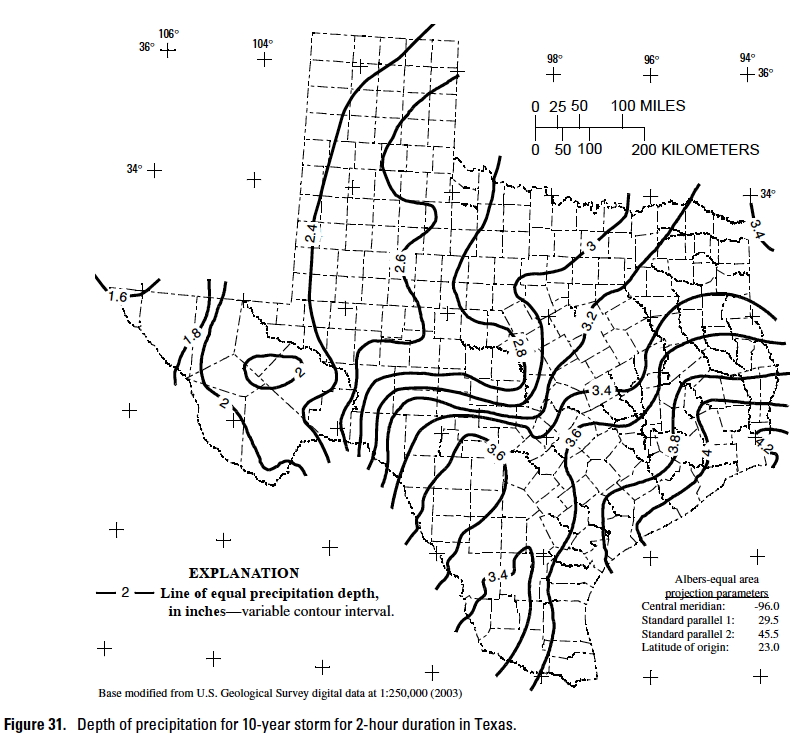 106°
36°
104°
98°
96°
94°
36°
0 25 50 100 MILES
0 50 100 200 KILOMETERS
34°
34°
3.4
2.4
3
2.6
1.6
3.2
1.8
2.8
2
3.4
2
3.6
3.6
3.8
4
4.2
3.4
EXPLANATION
2 Line of equal precipitation depth,
in inches—variable contour interval.
Albers-equal area
projection parameters
Central meridian: -96.0
Standard parallel 1: 29.5
Standard parallel 2: 45.5
Latitude of origin: 23.0
Base modified from U.S. Geological Survey digital data at 1:250,000 (2003)
Figure 31. Depth of precipitation for 10-year storm for 2-hour duration in Texas.